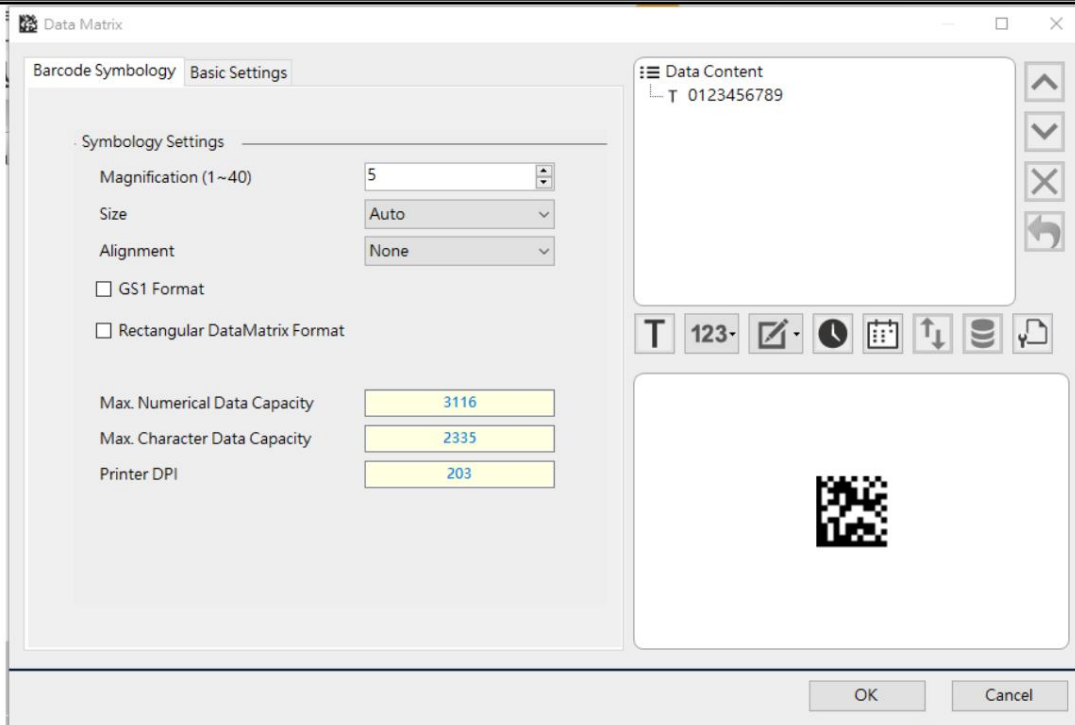 Data Matrix
Barcode Symbology Basic Settings
Symbology Settings
Magnification (1~40) 5
Size Auto
Alignment None
GS1 Format
Rectangular DataMatrix Format
Max. Numerical Data Capacity 3116
Max. Character Data Capacity 2335
Printer DPI 203
Data Content
T 0123456789
T 123
OK Cancel